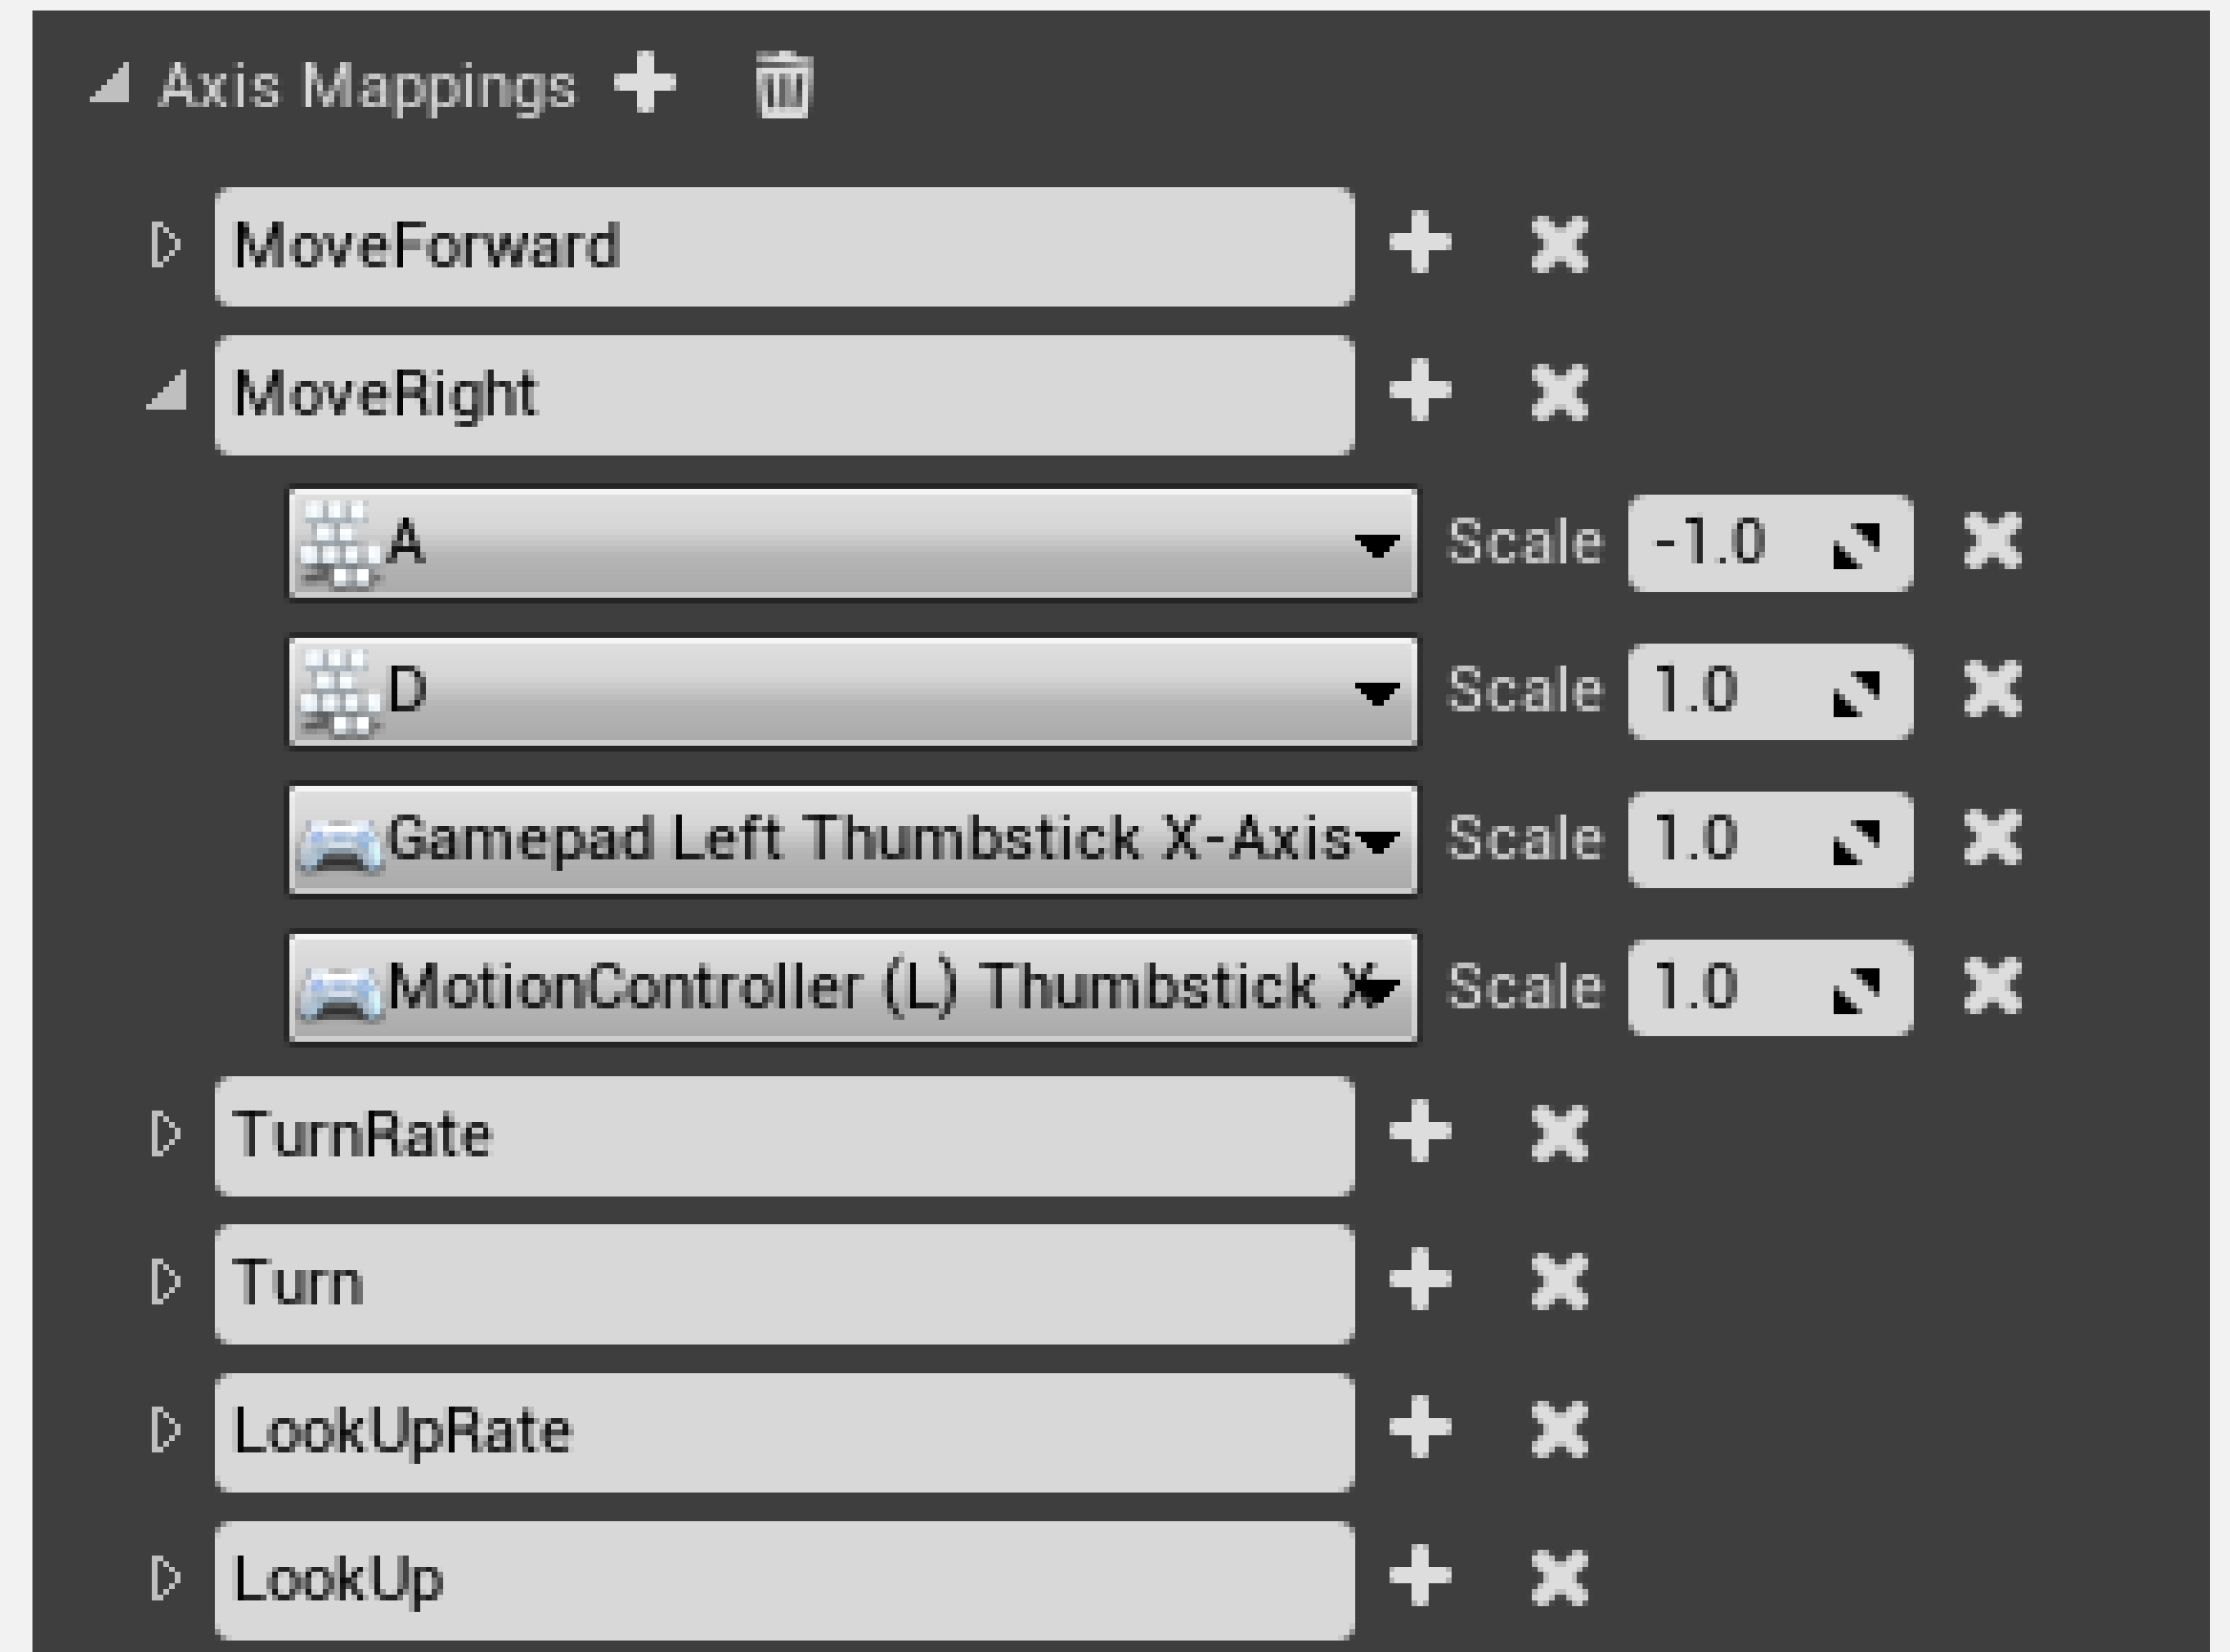 Axis Mappings
MoveForward
MoveRight
A Scale -1.0
D Scale 1.0
Gamepad Left Thumbstick X-Axis Scale 1.0
MotionController (L) Thumbstick X Scale 1.0
TurnRate
Turn
LookUpRate
LookUp